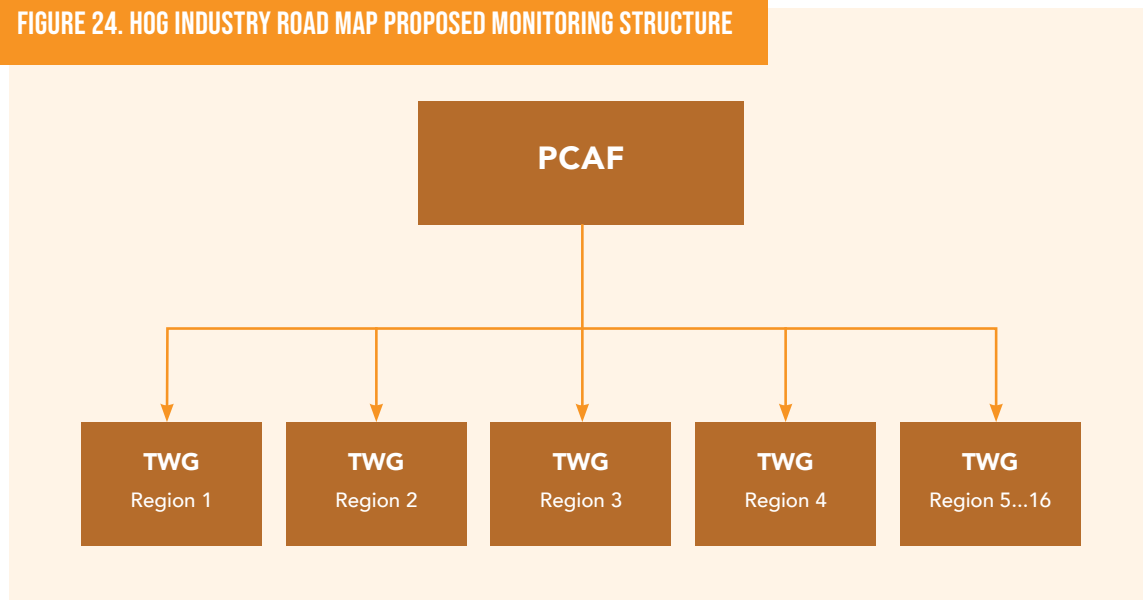 FIGURE 24. HOG INDUSTRY ROAD MAP PROPOSED MONITORING STRUCTURE
PCAF
TWG
Region 1
TWG
Region 2
TWG
Region 3
TWG
Region 4
TWG
Region 5...16